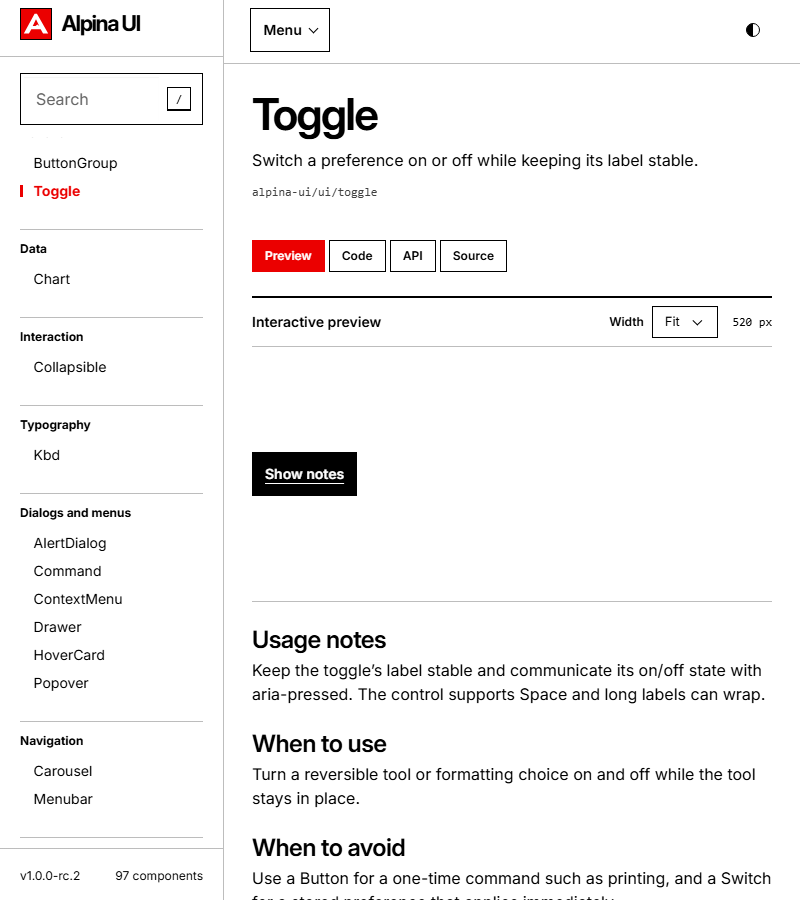 Alpina UI
Search /
ButtonGroup
Toggle
Data
Chart
Interaction
Collapsible
Typography
Kbd
Dialogs and menus
AlertDialog
Command
ContextMenu
Drawer
HoverCard
Popover
Navigation
Carousel
Menubar
v1.0.0-rc.2 97 components
Menu
Toggle
Switch a preference on or off while keeping its label stable.
alpina-ui/ui/toggle
Preview Code API Source
Interactive preview Width Fit 520 px
Show notes
Usage notes
Keep the toggle’s label stable and communicate its on/off state with
aria-pressed. The control supports Space and long labels can wrap.
When to use
Turn a reversible tool or formatting choice on and off while the tool
stays in place.
When to avoid
Use a Button for a one-time command such as printing, and a Switch
for a stored preference that applies immediately.